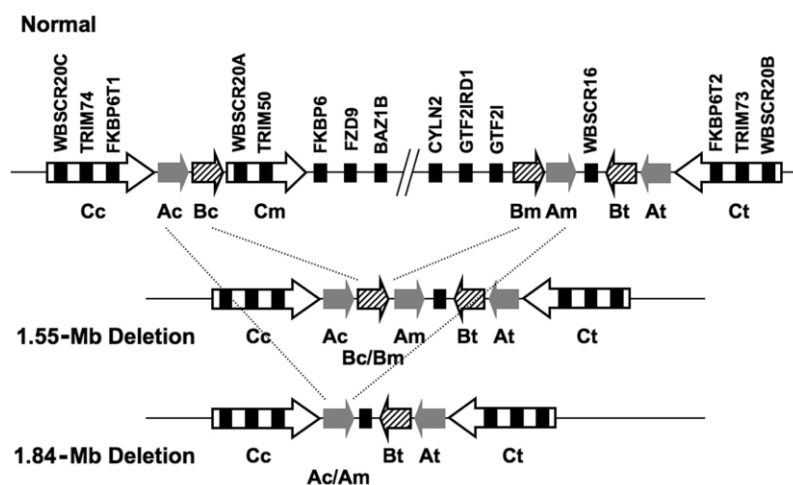 Normal
WBSCR20C
TRIM74
FKBP6T1
WBSCR20A
TRIM50
FKBP6
FZD9
BAZ1B
CYLN2
GTF2IRD1
GTF2I
WBSCR16
FKBP6T2
TRIM73
WBSCR20B
Cc Ac Bc Cm Bm Am Bt At Ct
1.55-Mb Deletion
Cc Ac Am Bt At Ct
Bc/Bm
1.84-Mb Deletion
Cc Bt At Ct
Ac/Am